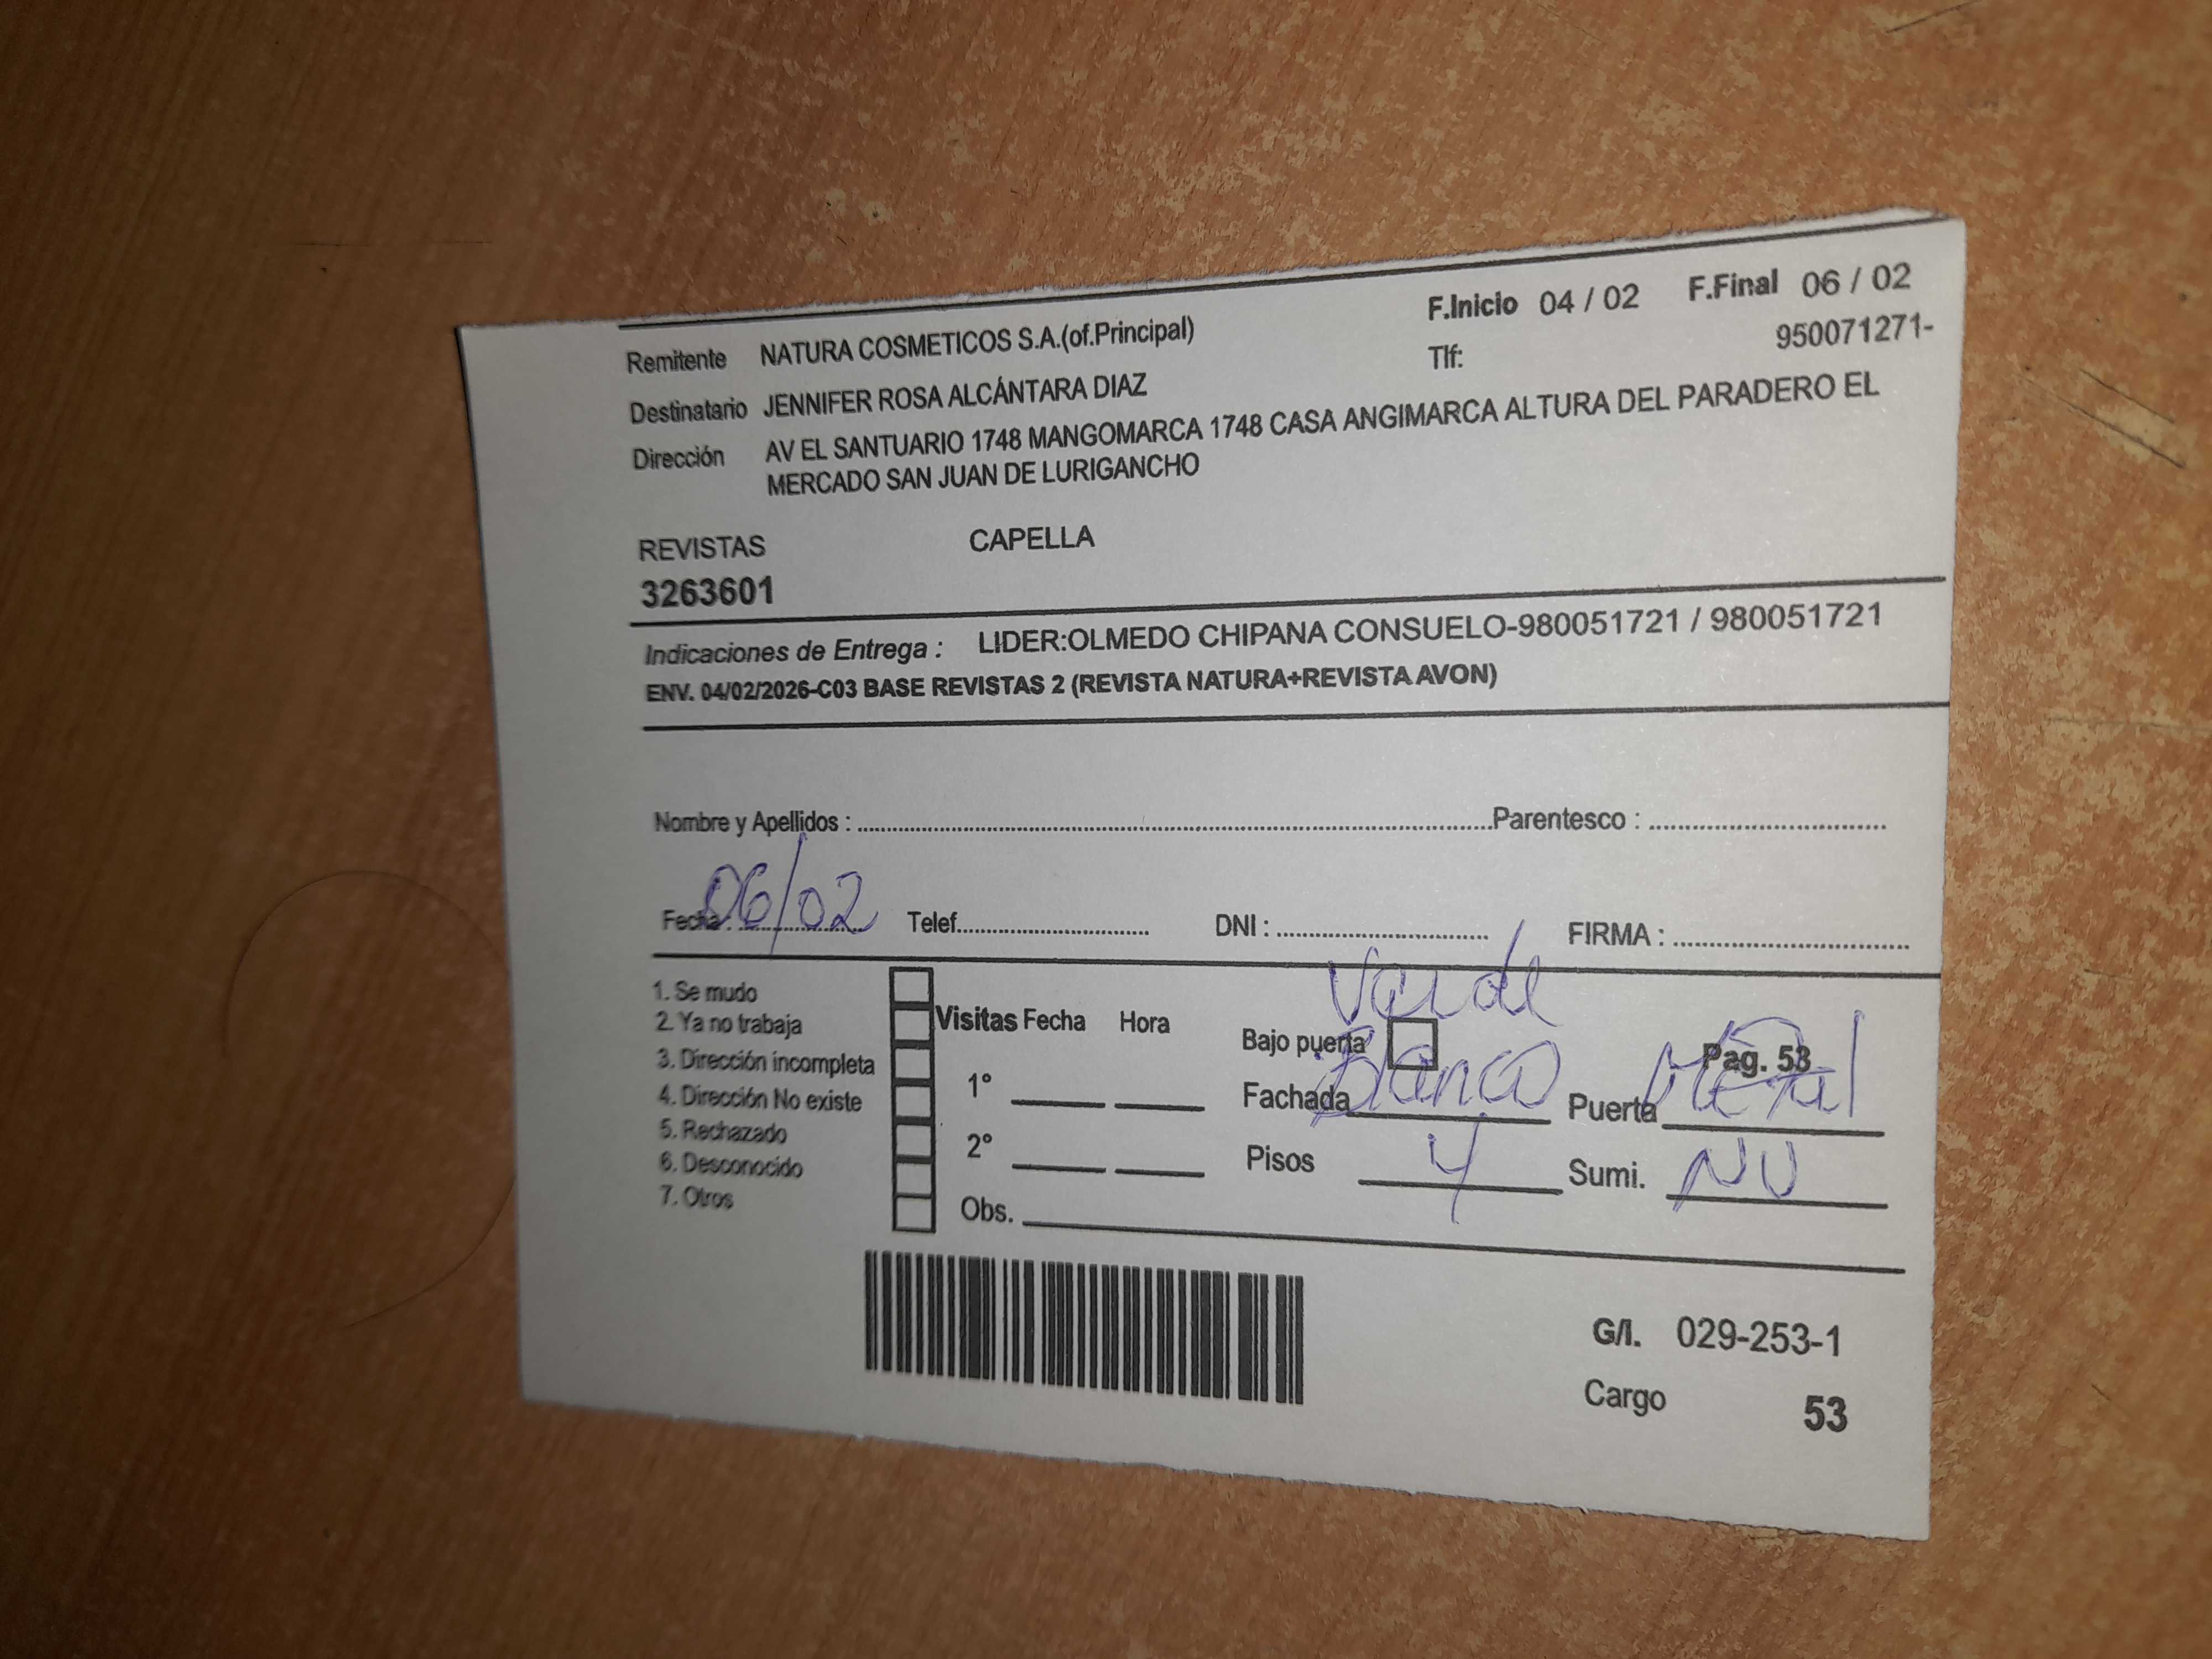 F.Inicio 04 / 02 F.Final 06 / 02
Remitente NATURA COSMETICOS S.A.(of.Principal) Tlf: 950071271-
Destinatario JENNIFER ROSA ALCÁNTARA DIAZ
Dirección AV EL SANTUARIO 1748 MANGOMARCA 1748 CASA ANGIMARCA ALTURA DEL PARADERO EL
MERCADO SAN JUAN DE LURIGANCHO
REVISTAS CAPELLA
3263601
Indicaciones de Entrega : LIDER:OLMEDO CHIPANA CONSUELO-980051721 / 980051721
ENV. 04/02/2026-C03 BASE REVISTAS 2 (REVISTA NATURA+REVISTA AVON)
Nombre y Apellidos : Parentesco :
Fecha : 06/02 Telef. DNI : FIRMA :
1. Se mudo
2. Ya no trabaja
3. Dirección incompleta
4. Dirección No existe
5. Rechazado
6. Desconocido
7. Otros
Visitas Fecha Hora
1°
2°
Obs.
Verde
Bajo puerta Pag. 53
Fachada Blanco Puerta Metal
Pisos 4 Sumi. NU
G/I. 029-253-1
Cargo 53